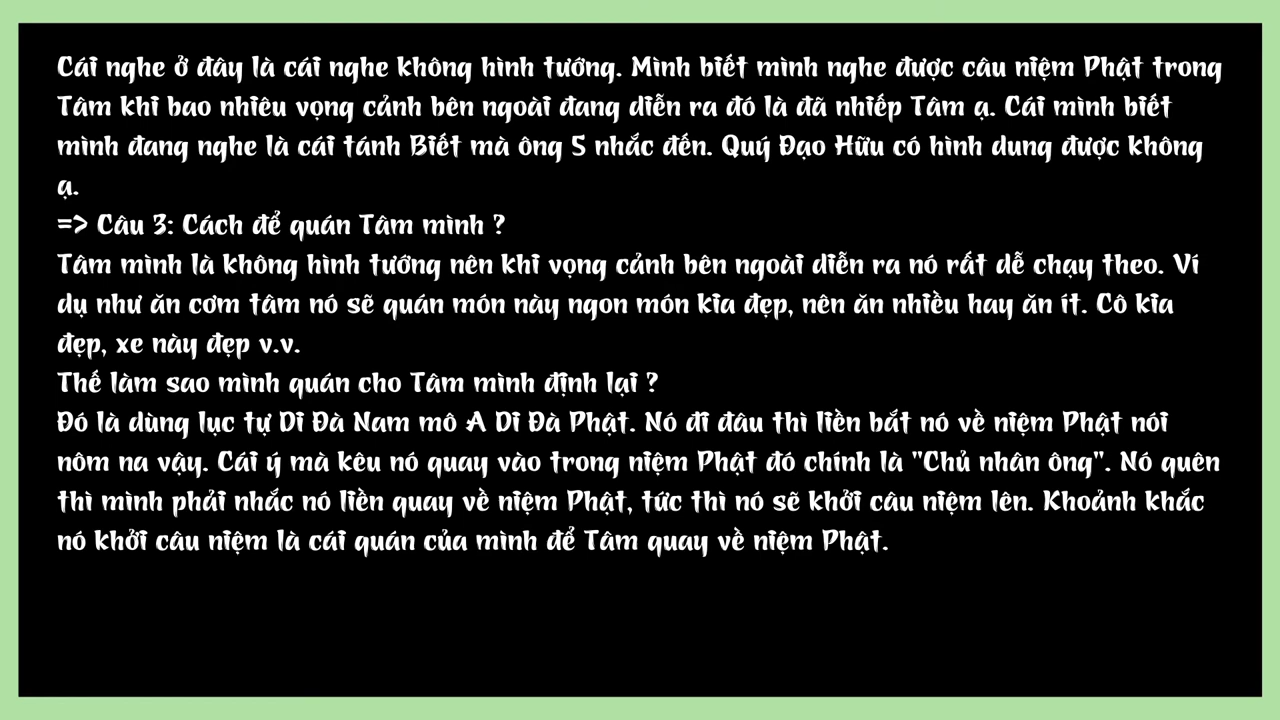 Cái nghe ở đây là cái nghe không hình tướng. Mình biết mình nghe được câu niệm Phật trong
Tâm khi bao nhiêu vọng cảnh bên ngoài đang diễn ra đó là đã nhiếp Tâm ạ. Cái mình biết
mình đang nghe là cái tánh Biết mà ông 5 nhắc đến. Quý Đạo Hữu có hình dung được không
ạ.
=> Câu 3: Cách để quán Tâm mình ?
Tâm mình là không hình tướng nên khi vọng cảnh bên ngoài diễn ra nó rất dễ chạy theo. Ví
dụ như ăn cơm tâm nó sẽ quán món này ngon món kia đẹp, nên ăn nhiều hay ăn ít. Cô kia
đẹp, xe này đẹp v.v.
Thế làm sao mình quán cho Tâm mình định lại ?
Đó là dùng lục tự Di Đà Nam mô A Di Đà Phật. Nó đi đâu thì liền bắt nó về niệm Phật nói
nôm na vậy. Cái ý mà kêu nó quay vào trong niệm Phật đó chính là "Chủ nhân ông". Nó quên
thì mình phải nhắc nó liền quay về niệm Phật, tức thì nó sẽ khởi câu niệm lên. Khoảnh khắc
nó khởi câu niệm là cái quán của mình để Tâm quay về niệm Phật.